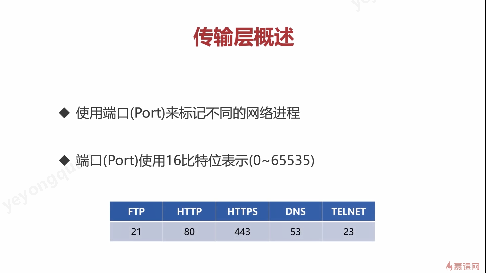 传输层概述
◆ 使用端口(Port)来标记不同的网络进程
◆ 端口(Port)使用16比特位表示(0~65535)
FTP HTTP HTTPS DNS TELNET
21 80 443 53 23
慕课网